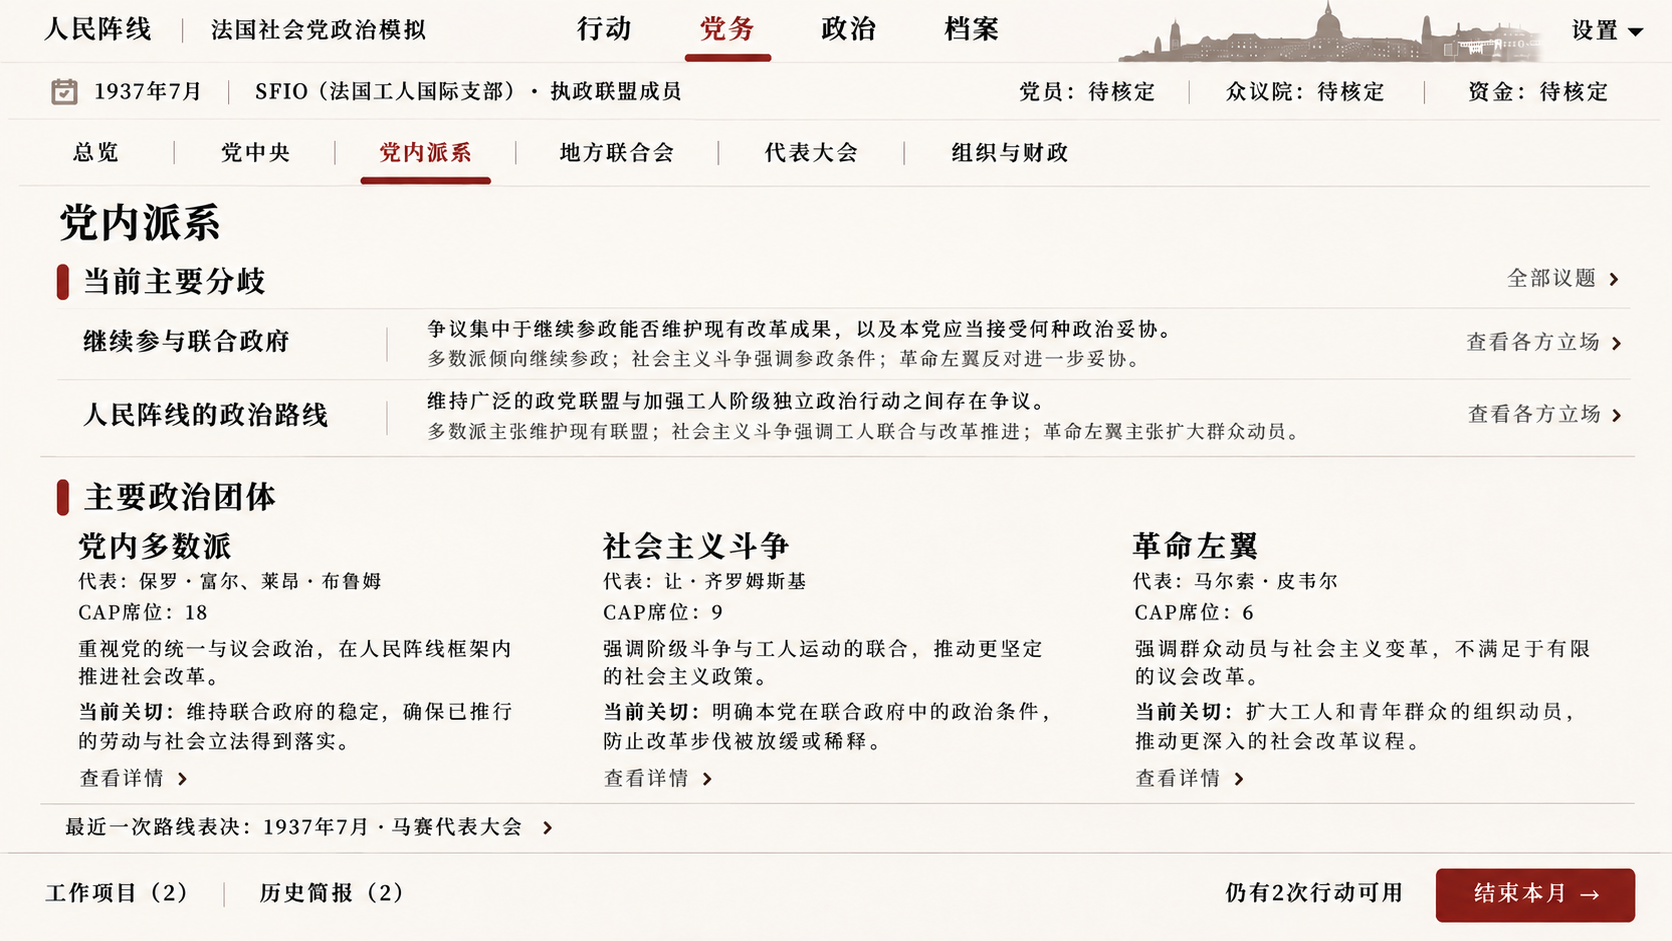 人民阵线 法国社会党政治模拟 行动 党务 政治 档案 设置
1937年7月 SFIO（法国工人国际支部）· 执政联盟成员 党员：待核定 众议院：待核定 资金：待核定
总览 党中央 党内派系 地方联合会 代表大会 组织与财政
党内派系
当前主要分歧 全部议题
继续参与联合政府
争议集中于继续参政能否维护现有改革成果，以及本党应当接受何种政治妥协。
多数派倾向继续参政；社会主义斗争强调参政条件；革命左翼反对进一步妥协。
查看各方立场
人民阵线的政治路线
维持广泛的政党联盟与加强工人阶级独立政治行动之间存在争议。
多数派主张维护现有联盟；社会主义斗争强调工人联合与改革推进；革命左翼主张扩大群众动员。
查看各方立场
主要政治团体
党内多数派
代表：保罗·富尔、莱昂·布鲁姆
CAP席位：18
重视党的统一与议会政治，在人民阵线框架内
推进社会改革。
当前关切：维持联合政府的稳定，确保已推行
的劳动与社会立法得到落实。
查看详情
社会主义斗争
代表：让·齐罗姆斯基
CAP席位：9
强调阶级斗争与工人运动的联合，推动更坚定
的社会主义政策。
当前关切：明确本党在联合政府中的政治条件，
防止改革步伐被放缓或稀释。
查看详情
革命左翼
代表：马尔索·皮韦尔
CAP席位：6
强调群众动员与社会主义变革，不满足于有限
的议会改革。
当前关切：扩大工人和青年群众的组织动员，
推动更深入的社会改革议程。
查看详情
最近一次路线表决：1937年7月·马赛代表大会
工作项目（2） 历史简报（2） 仍有2次行动可用 结束本月 →